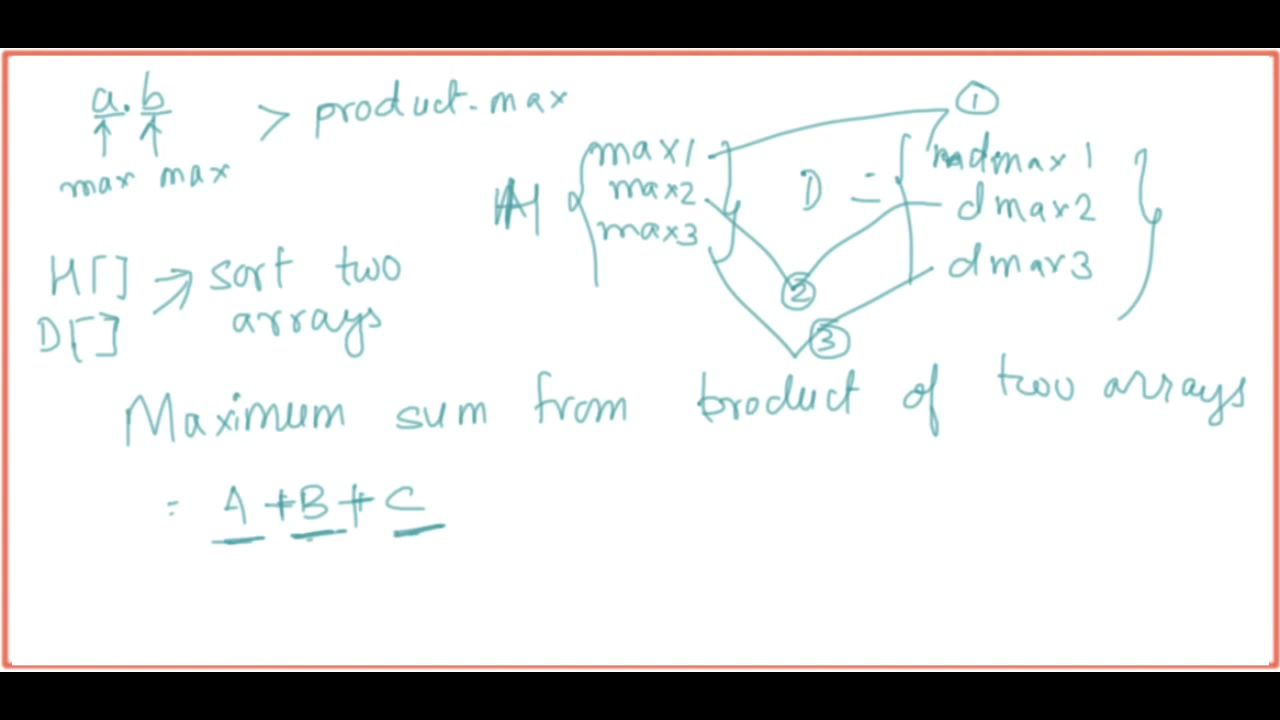 a.b > product-max
max max
①
max1
max2
max3
D =
dmax1
dmax2
dmax3
②
③
H[] → sort two
D[] arrays
Maximum sum from product of two arrays
= A + B + C